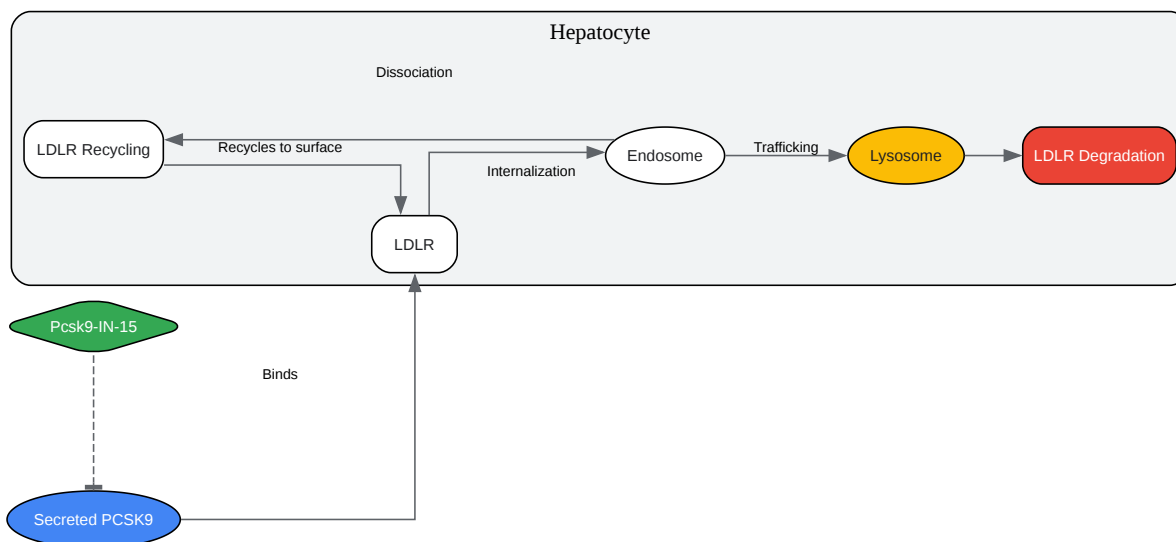 Hepatocyte
Dissociation
LDLR Recycling
Recycles to surface
Internalization
Endosome
Trafficking
Lysosome
LDLR Degradation
LDLR
Pcsk9-IN-15
Binds
Secreted PCSK9